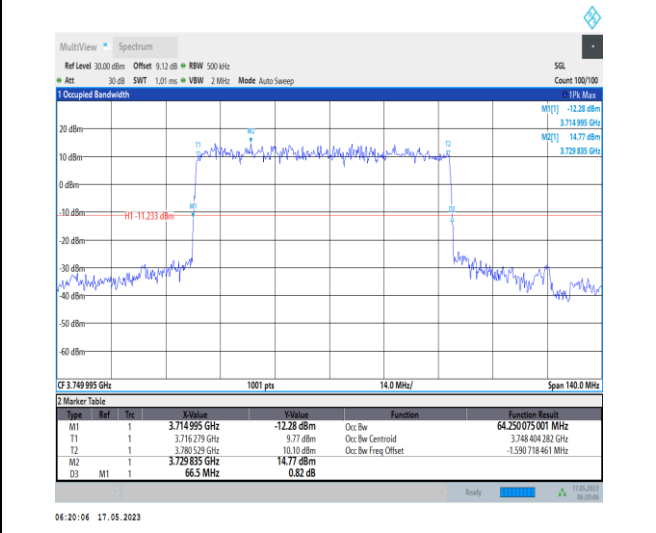 MultiView Spectrum
Ref Level 30.00 dBm Offset 9.12 dB RBW 500 kHz SGL
Att 30 dB SWT 1.01 ms VBW 2 MHz Mode Auto Sweep Count 100/100
1 Occupied Bandwidth 1Pk Max
M1[1] -12.28 dBm
3.714 995 GHz
M2[1] 14.77 dBm
3.729 835 GHz
20 dBm
M2
T1
T2
10 dBm
0 dBm
M1
D3
-10 dBm
H1 -11.233 dBm
-20 dBm
-30 dBm
-40 dBm
-50 dBm
-60 dBm
CF 3.749 995 GHz 1001 pts 14.0 MHz/ Span 140.0 MHz
2 Marker Table
Type Ref Trc X-Value Y-Value Function Function Result
M1 1 3.714 995 GHz -12.28 dBm Occ Bw 64.250 075 001 MHz
T1 1 3.716 279 GHz 9.77 dBm Occ Bw Centroid 3.748 404 282 GHz
T2 1 3.780 529 GHz 10.10 dBm Occ Bw Freq Offset -1.590 718 461 MHz
M2 1 3.729 835 GHz 14.77 dBm
D3 M1 1 66.5 MHz 0.82 dB
Ready 17.05.2023
06:20:06
06:20:06 17.05.2023